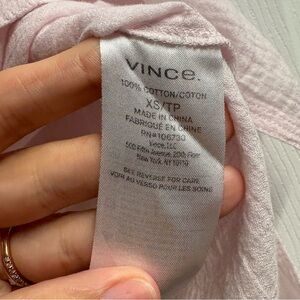 VINCE.
100% COTTON/COTON
XS/TP
MADE IN CHINA
FABRIQUÉ EN CHINE
RN#106730
Vince, LLC
500 Fifth Avenue, 20th Floor
New York, NY 10110
SEE REVERSE FOR CARE.
VOIR AU VERSO POUR LES SOINS